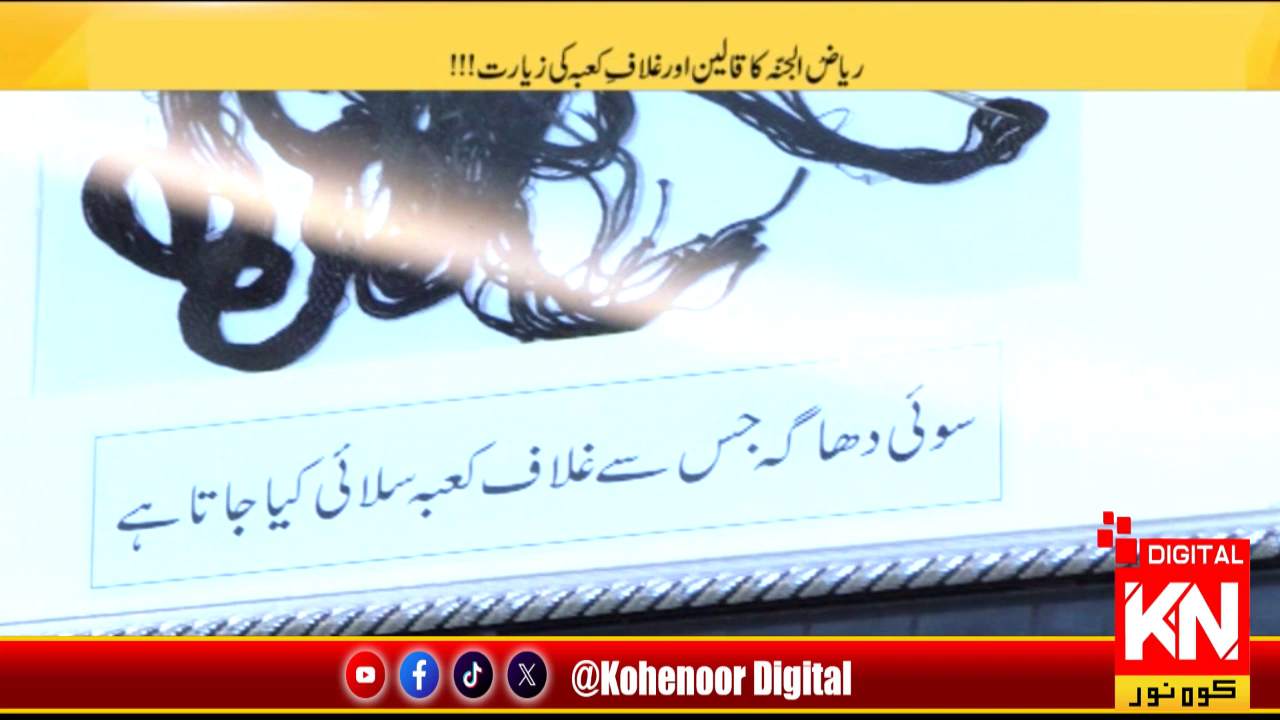 ریاض الجنّہ کا قالین اور غلافِ کعبہ کی زیارت!!!
سوئی دھاگہ جس سے غلاف کعبہ سلائی کیا جاتا ہے
DIGITAL
KN
کوہ نور
@Kohenoor Digital